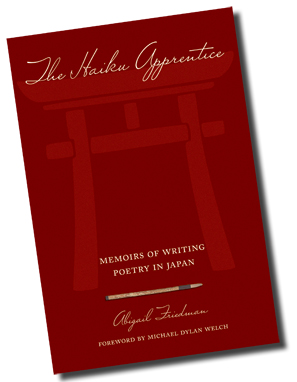 The Haiku Apprentice
MEMOIRS OF WRITING
POETRY IN JAPAN
Abigail Friedman
FOREWORD BY MICHAEL DYLAN WELCH